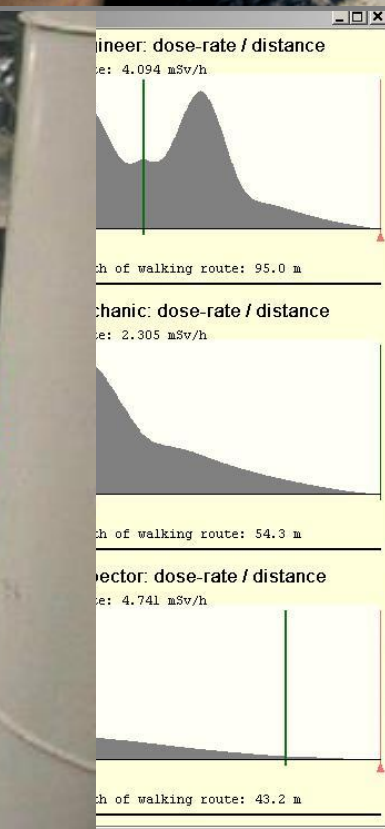 gineer: dose-rate / distance
te: 4.094 mSv/h
th of walking route: 95.0 m
chanic: dose-rate / distance
te: 2.305 mSv/h
th of walking route: 54.3 m
pector: dose-rate / distance
te: 4.741 mSv/h
th of walking route: 43.2 m